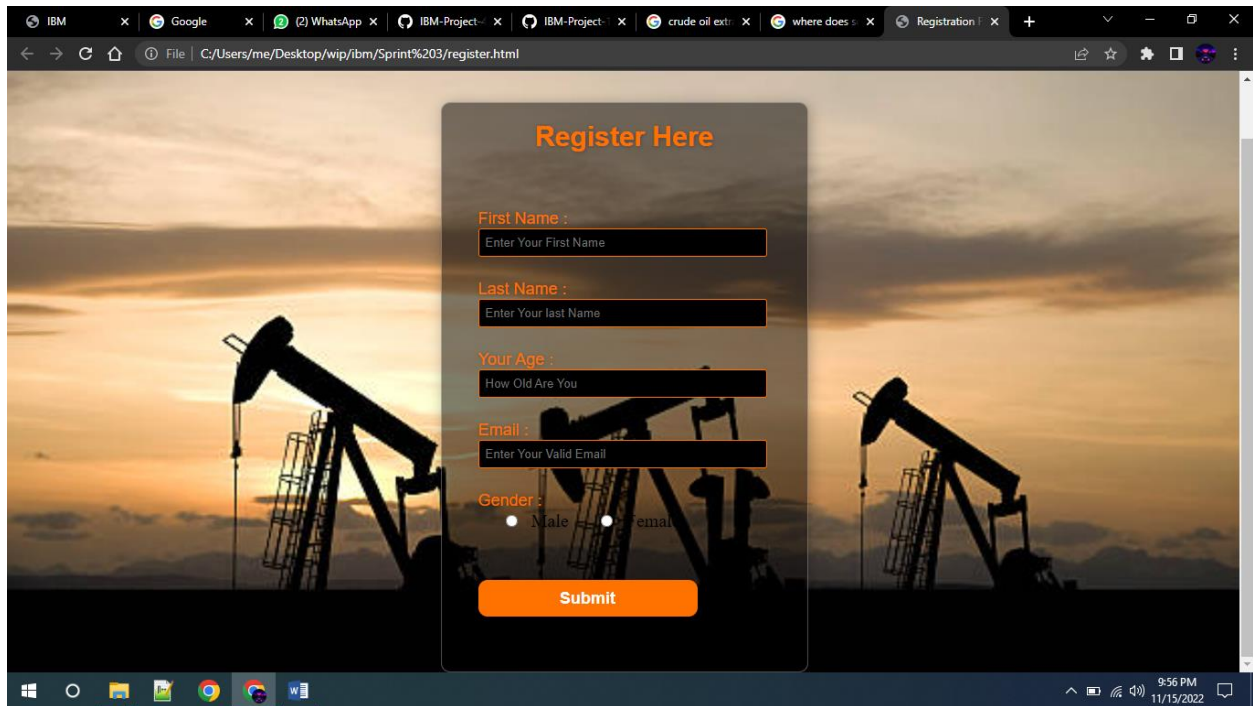 IBM
Google
(2) WhatsApp
IBM-Project-
IBM-Project-
crude oil extr
where does s
Registration F
File
C:/Users/me/Desktop/wip/ibm/Sprint%203/register.html
Register Here
First Name :
Enter Your First Name
Last Name :
Enter Your last Name
Your Age :
How Old Are You
Email :
Enter Your Valid Email
Gender :
Male Female
Submit
9:56 PM
11/15/2022